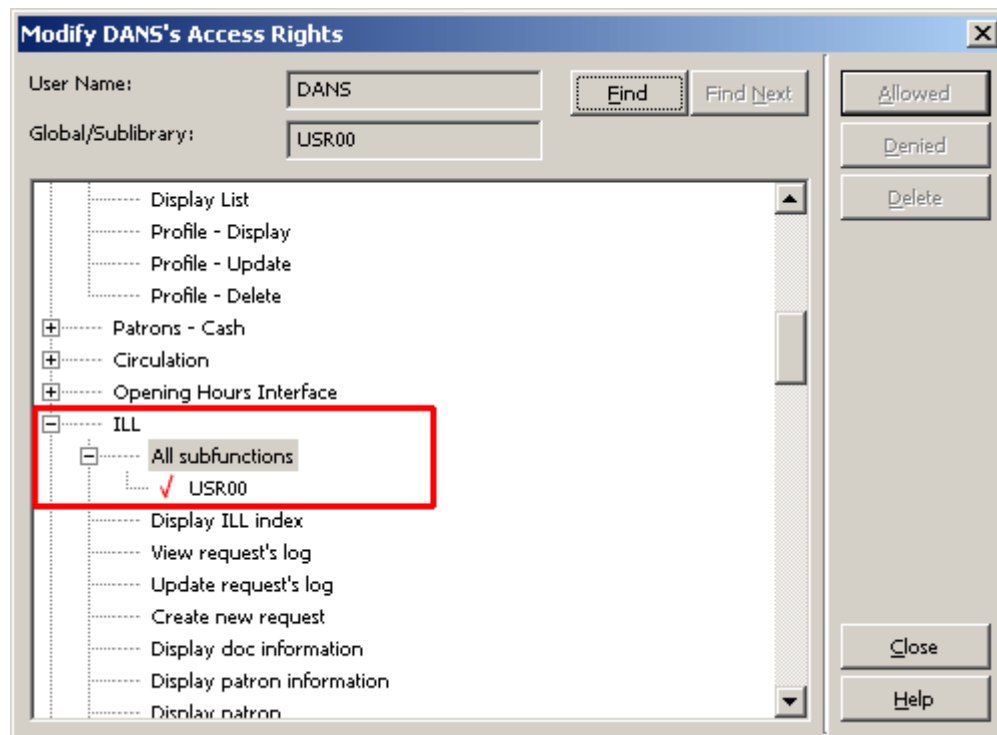 Modify DANS's Access Rights
User Name:
DANS
Find
Find Next
Allowed
Global/Sublibrary:
USR00
Denied
Delete
Display List
Profile - Display
Profile - Update
Profile - Delete
Patrons - Cash
Circulation
Opening Hours Interface
ILL
All subfunctions
USR00
Display ILL index
View request's log
Update request's log
Create new request
Display doc information
Display patron information
Display patron
Close
Help